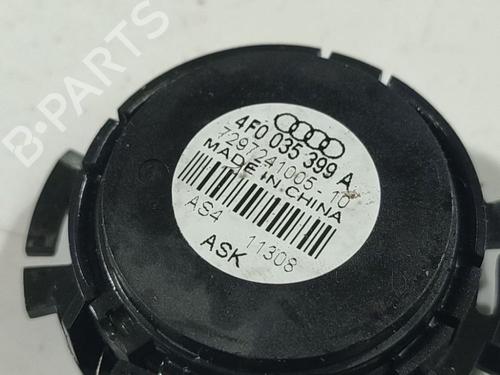 B-PARTS
4F0 035 399 A
7297241005-10
MADE IN CHINA
AS4 11308
ASK